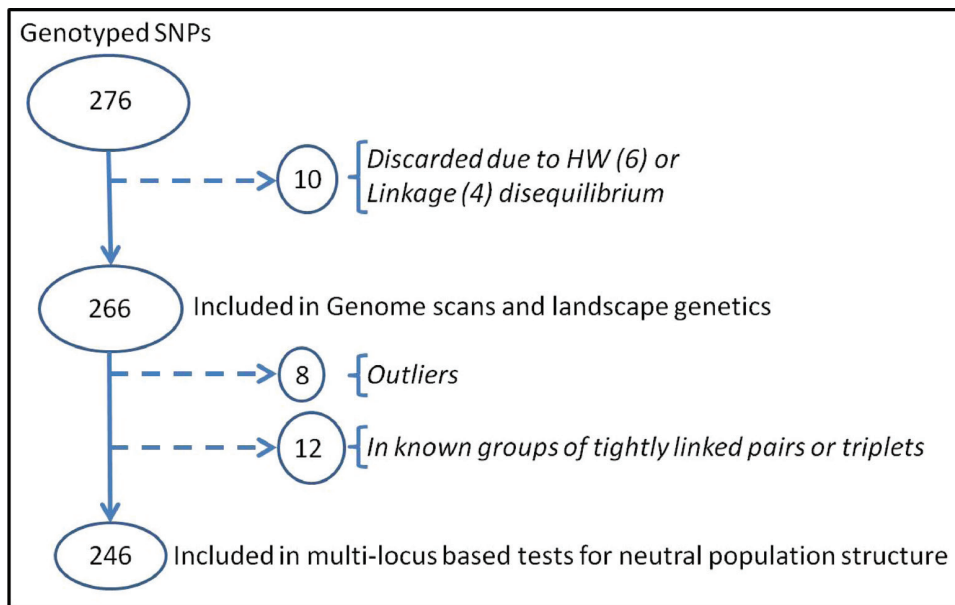 Genotyped SNPs
276
10
Discarded due to HW (6) or
Linkage (4) disequilibrium
266
Included in Genome scans and landscape genetics
8
Outliers
12
In known groups of tightly linked pairs or triplets
246
Included in multi-locus based tests for neutral population structure